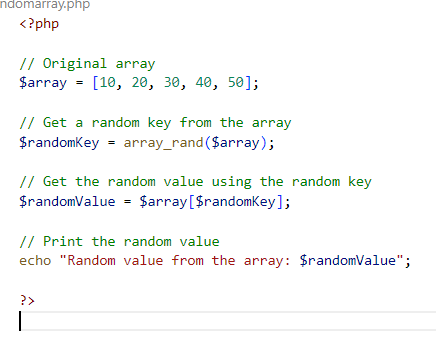 ndomarray.php
<?php
// Original array
$array = [10, 20, 30, 40, 50];
// Get a random key from the array
$randomKey = array_rand($array);
// Get the random value using the random key
$randomValue = $array[$randomKey];
// Print the random value
echo "Random value from the array: $randomValue";
?>